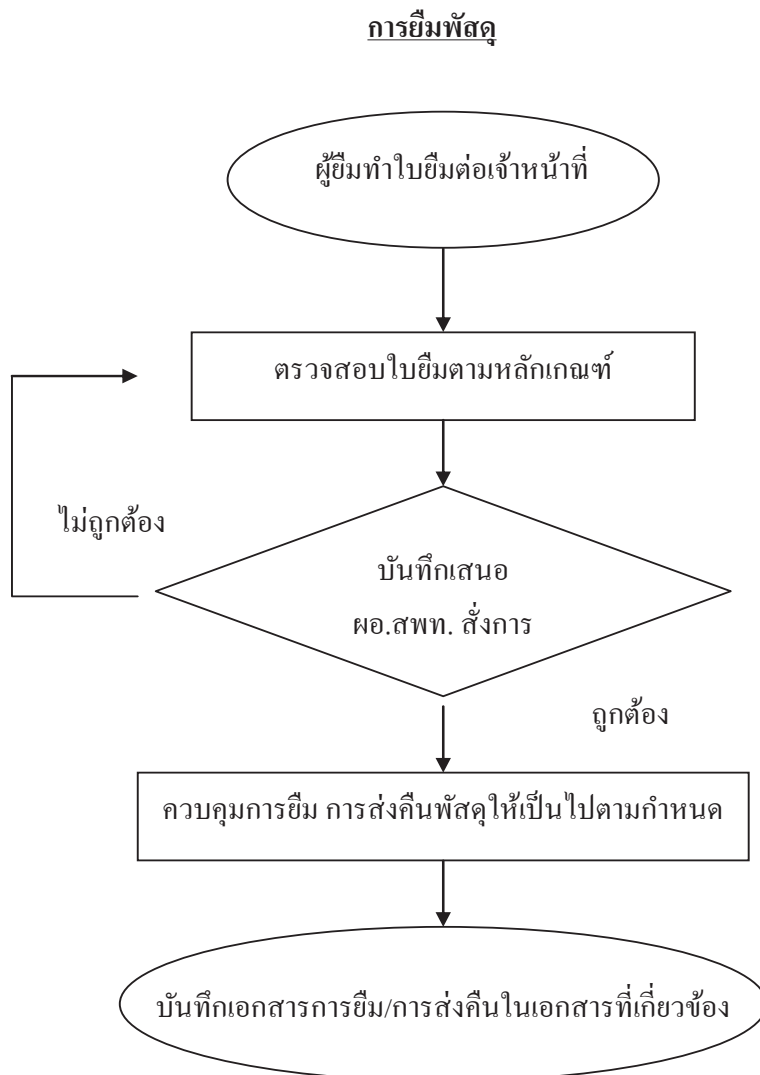 การยืมพัสดุ
ผู้ยืมทำใบยืมต่อเจ้าหน้าที่
ตรวจสอบใบยืมตามหลักเกณฑ์
ไม่ถูกต้อง
บันทึกเสนอ
ผอ.สพท. สั่งการ
ถูกต้อง
ควบคุมการยืม การส่งคืนพัสดุให้เป็นไปตามกำหนด
บันทึกเอกสารการยืม/การส่งคืนในเอกสารที่เกี่ยวข้อง